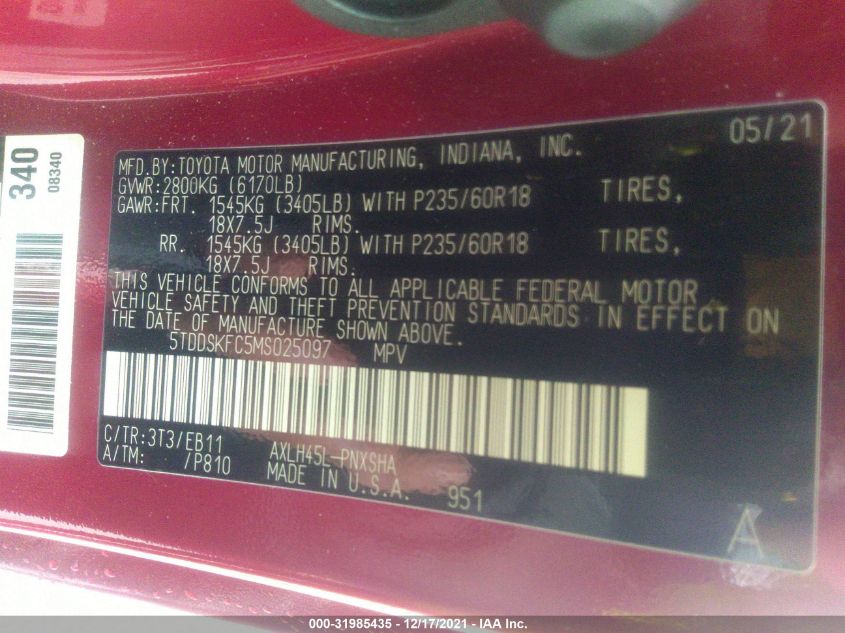 340
08340
05/21
MFD.BY:TOYOTA MOTOR MANUFACTURING, INDIANA, INC.
GVWR:2800KG (6170LB)
GAWR:FRT. 1545KG (3405LB) WITH P235/60R18 TIRES,
18X7.5J RIMS.
RR. 1545KG (3405LB) WITH P235/60R18 TIRES,
18X7.5J RIMS.
THIS VEHICLE CONFORMS TO ALL APPLICABLE FEDERAL MOTOR
VEHICLE SAFETY AND THEFT PREVENTION STANDARDS IN EFFECT ON
THE DATE OF MANUFACTURE SHOWN ABOVE.
5TDDSKFC5MS025097 MPV
C/TR:3T3/EB11 AXLH45L-PNXSHA
A/TM: /P810 MADE IN U.S.A. 951
A
000-31985435 - 12/17/2021 - IAA Inc.